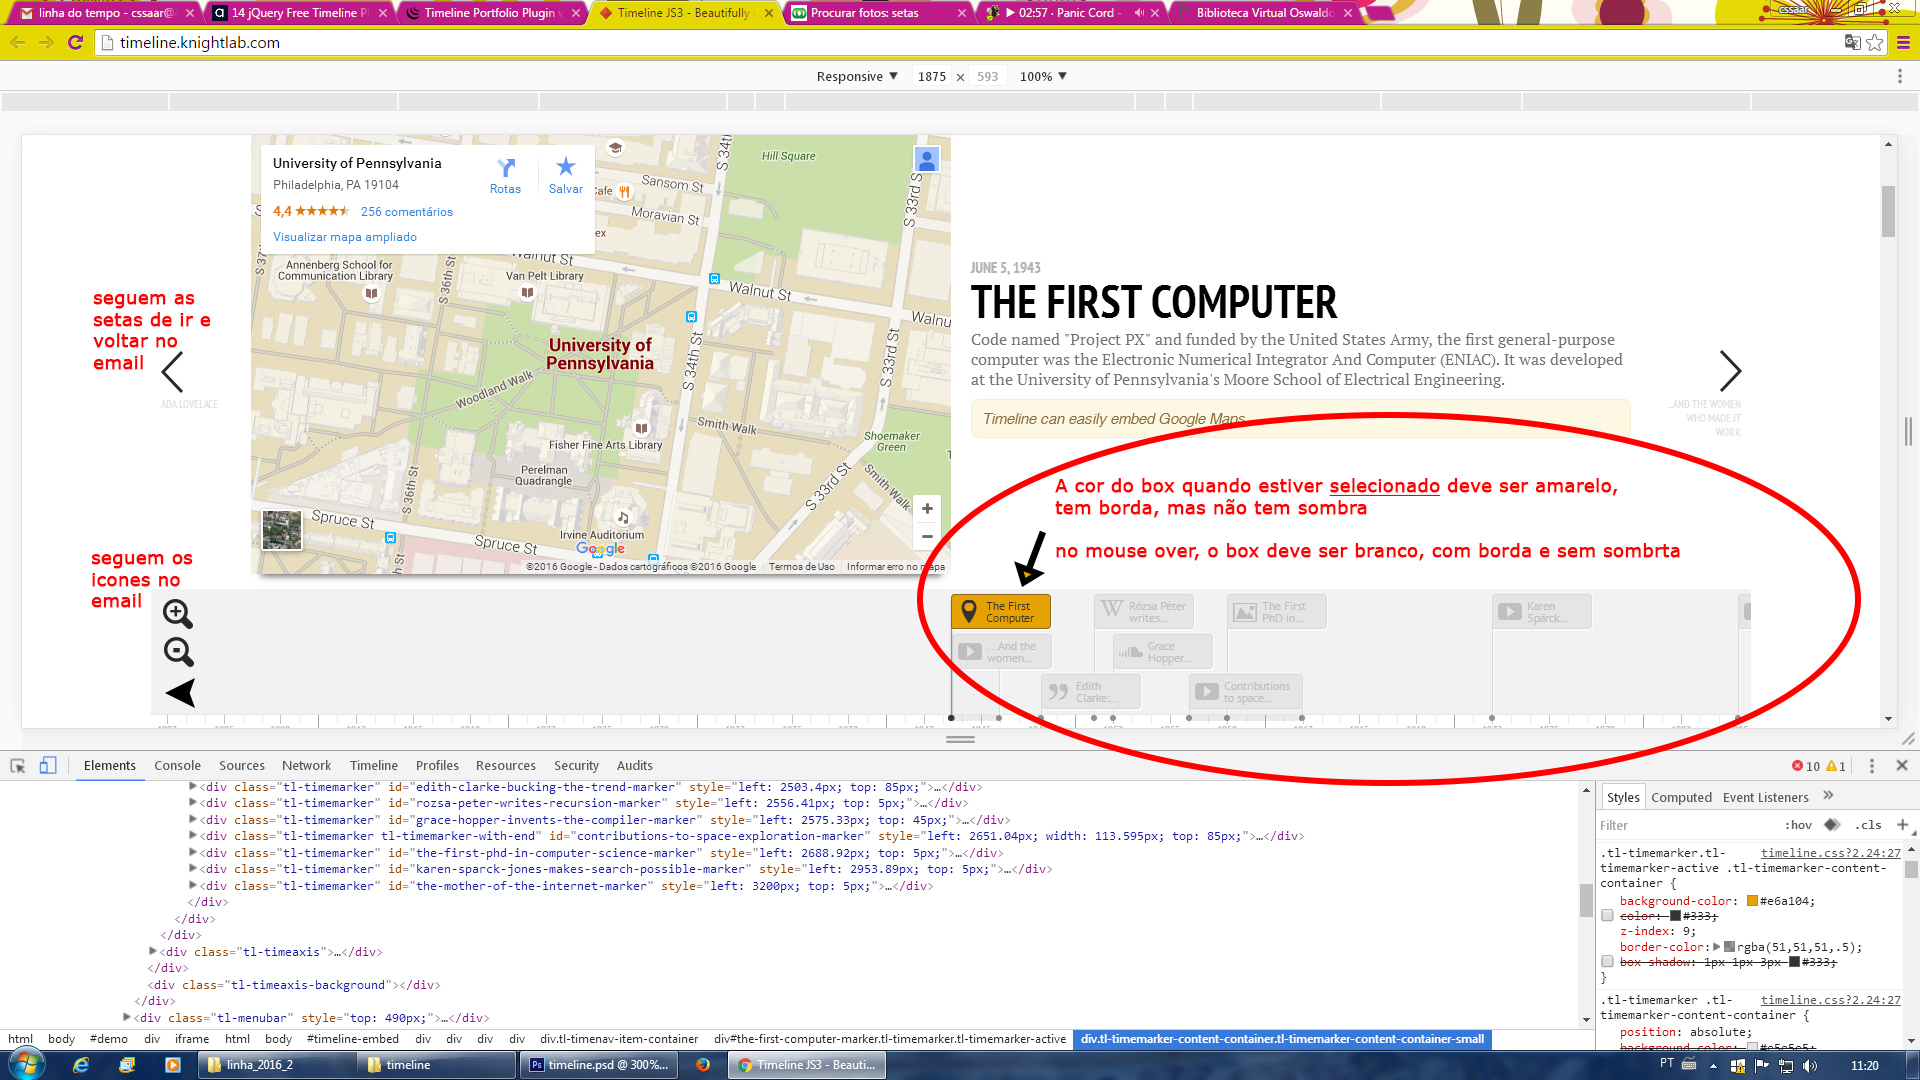 linha do tempo - cssaar@
14 jQuery Free Timeline Pl
Timeline Portfolio Plugin
Timeline JS3 - Beautifully
Procurar fotos: setas
02:57 · Panic Cord -
Biblioteca Virtual Oswaldo
cssaar
timeline.knightlab.com
Responsive ▼ 1875 × 593 100% ▼
University of Pennsylvania
Philadelphia, PA 19104
4,4 ★★★★★ 256 comentários
Visualizar mapa ampliado
Rotas
Salvar
Hill Square
S 34th
S 33rd St
Sansom St
Cafe
Moravian St
Walnut St
Annenberg School for
Communication Library
Van Pelt Library
S 36th St
S 37th
Walnut St
Walnut
University of
Pennsylvania
S 34th St
S 33rd St
Woodland Walk
Smith Walk
Fisher Fine Arts Library
Shoemaker
Green
Perelman
Quadrangle
S 36th St
S 33rd St
Smith Walk
Spruce St
Irvine Auditorium
Spruce St
Google
©2016 Google - Dados cartográficos ©2016 Google
Termos de Uso
Informar erro no mapa
seguem as
setas de ir e
voltar no
email
ADA LOVELACE
JUNE 5, 1943
THE FIRST COMPUTER
Code named "Project PX" and funded by the United States Army, the first general-purpose
computer was the Electronic Numerical Integrator And Computer (ENIAC). It was developed
at the University of Pennsylvania's Moore School of Electrical Engineering.
Timeline can easily embed Google Maps
...AND THE WOMEN
WHO MADE IT
WORK
A cor do box quando estiver selecionado deve ser amarelo,
tem borda, mas não tem sombra
no mouse over, o box deve ser branco, com borda e sem sombrta
seguem os
icones no
email
The First
Computer
...And the
women...
Rózsa Péter
writes...
Grace
Hopper...
Edith
Clarke:...
The First
PhD in...
Contributions
to space...
Karen
Spärck...
Elements Console Sources Network Timeline Profiles Resources Security Audits
10 1
<div class="tl-timemarker" id="edith-clarke-bucking-the-trend-marker" style="left: 2503.4px; top: 85px;">…</div>
<div class="tl-timemarker" id="rozsa-peter-writes-recursion-marker" style="left: 2556.41px; top: 5px;">…</div>
<div class="tl-timemarker" id="grace-hopper-invents-the-compiler-marker" style="left: 2575.33px; top: 45px;">…</div>
<div class="tl-timemarker tl-timemarker-with-end" id="contributions-to-space-exploration-marker" style="left: 2651.04px; width: 113.595px; top: 85px;">…</div>
<div class="tl-timemarker" id="the-first-phd-in-computer-science-marker" style="left: 2688.92px; top: 5px;">…</div>
<div class="tl-timemarker" id="karen-sparck-jones-makes-search-possible-marker" style="left: 2953.89px; top: 5px;">…</div>
<div class="tl-timemarker" id="the-mother-of-the-internet-marker" style="left: 3200px; top: 5px;">…</div>
</div>
</div>
</div>
<div class="tl-timeaxis">…</div>
</div>
<div class="tl-timeaxis-background"></div>
</div>
<div class="tl-menubar" style="top: 490px;">…</div>
Styles Computed Event Listeners »
Filter :hov .cls +
.tl-timemarker.tl- timeline.css?2.24:27
timemarker-active .tl-timemarker-content-
container {
background-color: #e6a104;
color: #333;
z-index: 9;
border-color: rgba(51,51,51,.5);
box-shadow: 1px 1px 3px #333;
}
.tl-timemarker .tl- timeline.css?2.24:27
timemarker-content-container {
position: absolute;
background-color: #e5e5e5;
html body #demo div iframe html body #timeline-embed div div div div div.tl-timenav-item-container div#the-first-computer-marker.tl-timemarker.tl-timemarker-active div.tl-timemarker-content-container.tl-timemarker-content-container-small
linha_2016_2
timeline
timeline.psd @ 300%...
Timeline JS3 - Beauti...
PT
11:20